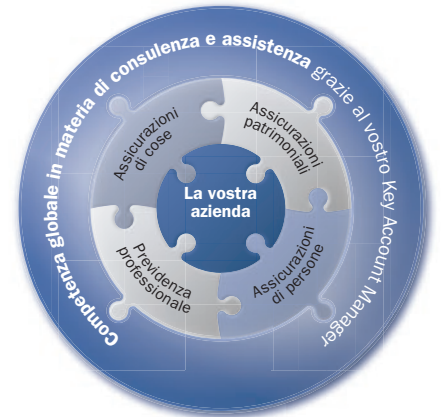 Competenza globale in materia di consulenza e assistenza grazie al vostro Key Account Manager
Assicurazioni
di cose
Assicurazioni
patrimoniali
La vostra
azienda
Previdenza
professionale
Assicurazioni
di persone